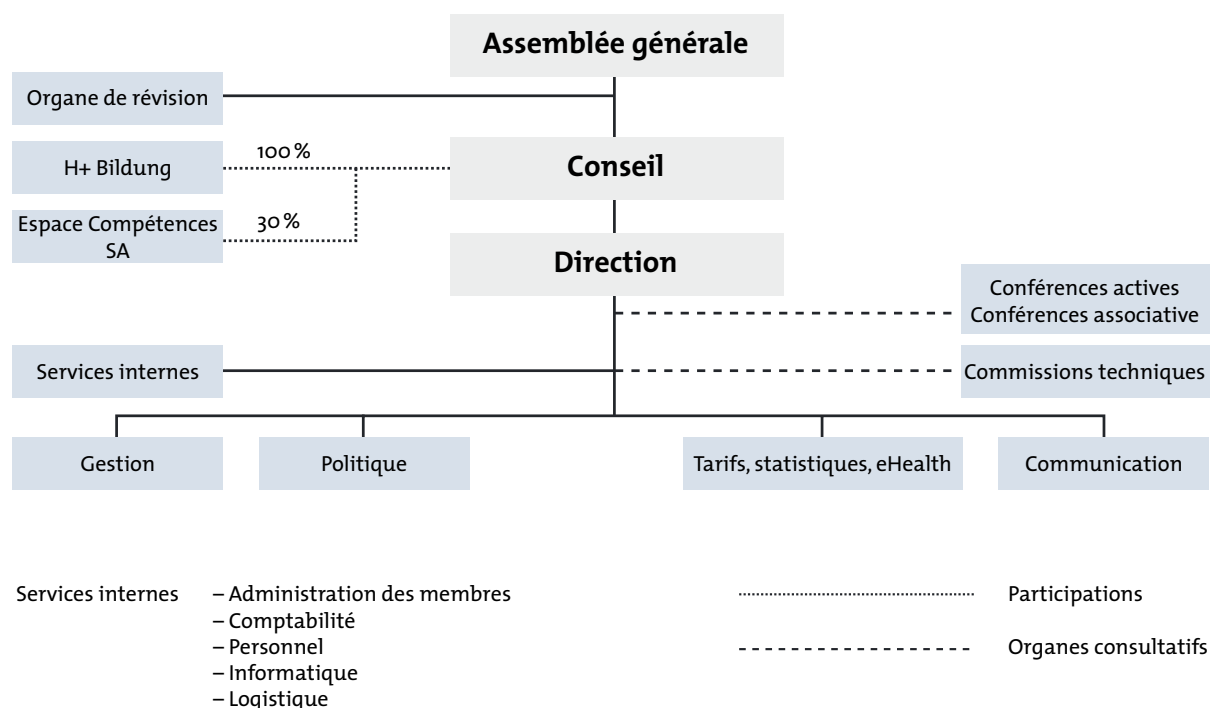 Assemblée générale
Organe de révision
100 %
H+ Bildung
Conseil
30 %
Espace Compétences
SA
Direction
Conférences actives
Conférences associative
Services internes
Commissions techniques
Gestion
Politique
Tarifs, statistiques, eHealth
Communication
Services internes
– Administration des membres
– Comptabilité
– Personnel
– Informatique
– Logistique
Participations
Organes consultatifs